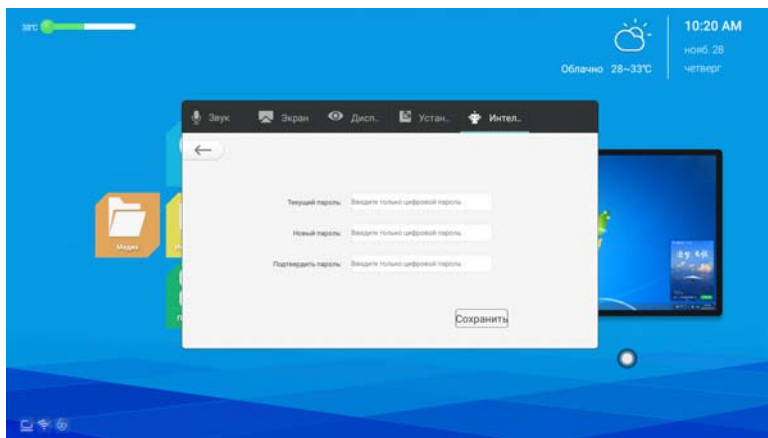 38°C
10:20 AM
нояб. 28
четверг
Облачно 28~33°C
Звук
Экран
Дисп..
Устан..
Интел..
Текущий пароль: Введите только цифровой пароль
Новый пароль: Введите только цифровой пароль
Подтвердить пароль: Введите только цифровой пароль
Сохранить
Медиа